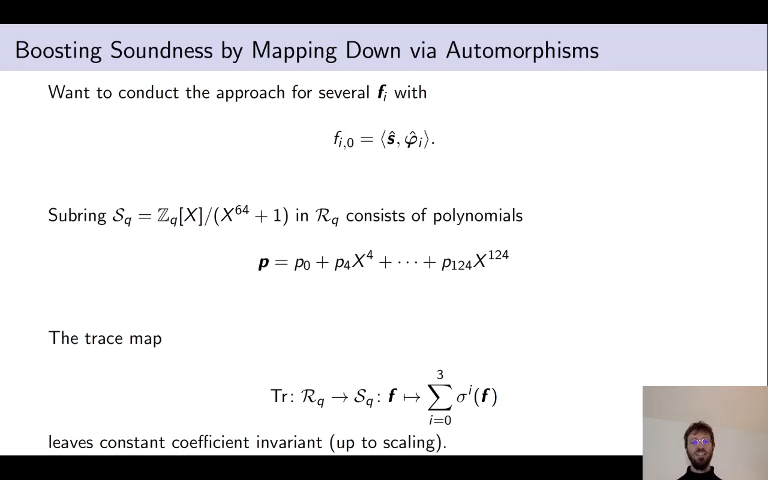 Boosting Soundness by Mapping Down via Automorphisms
Want to conduct the approach for several 𝒇ᵢ with
fᵢ,₀ = ⟨ŝ, φ̂ᵢ⟩.
Subring 𝒮_q = ℤ_q[X]/(X⁶⁴ + 1) in ℛ_q consists of polynomials
𝒑 = p₀ + p₄X⁴ + ⋯ + p₁₂₄X¹²⁴
The trace map
Tr: ℛ_q → 𝒮_q: 𝒇 ↦ ∑_{i=0}^{3} σⁱ(𝒇)
leaves constant coefficient invariant (up to scaling).